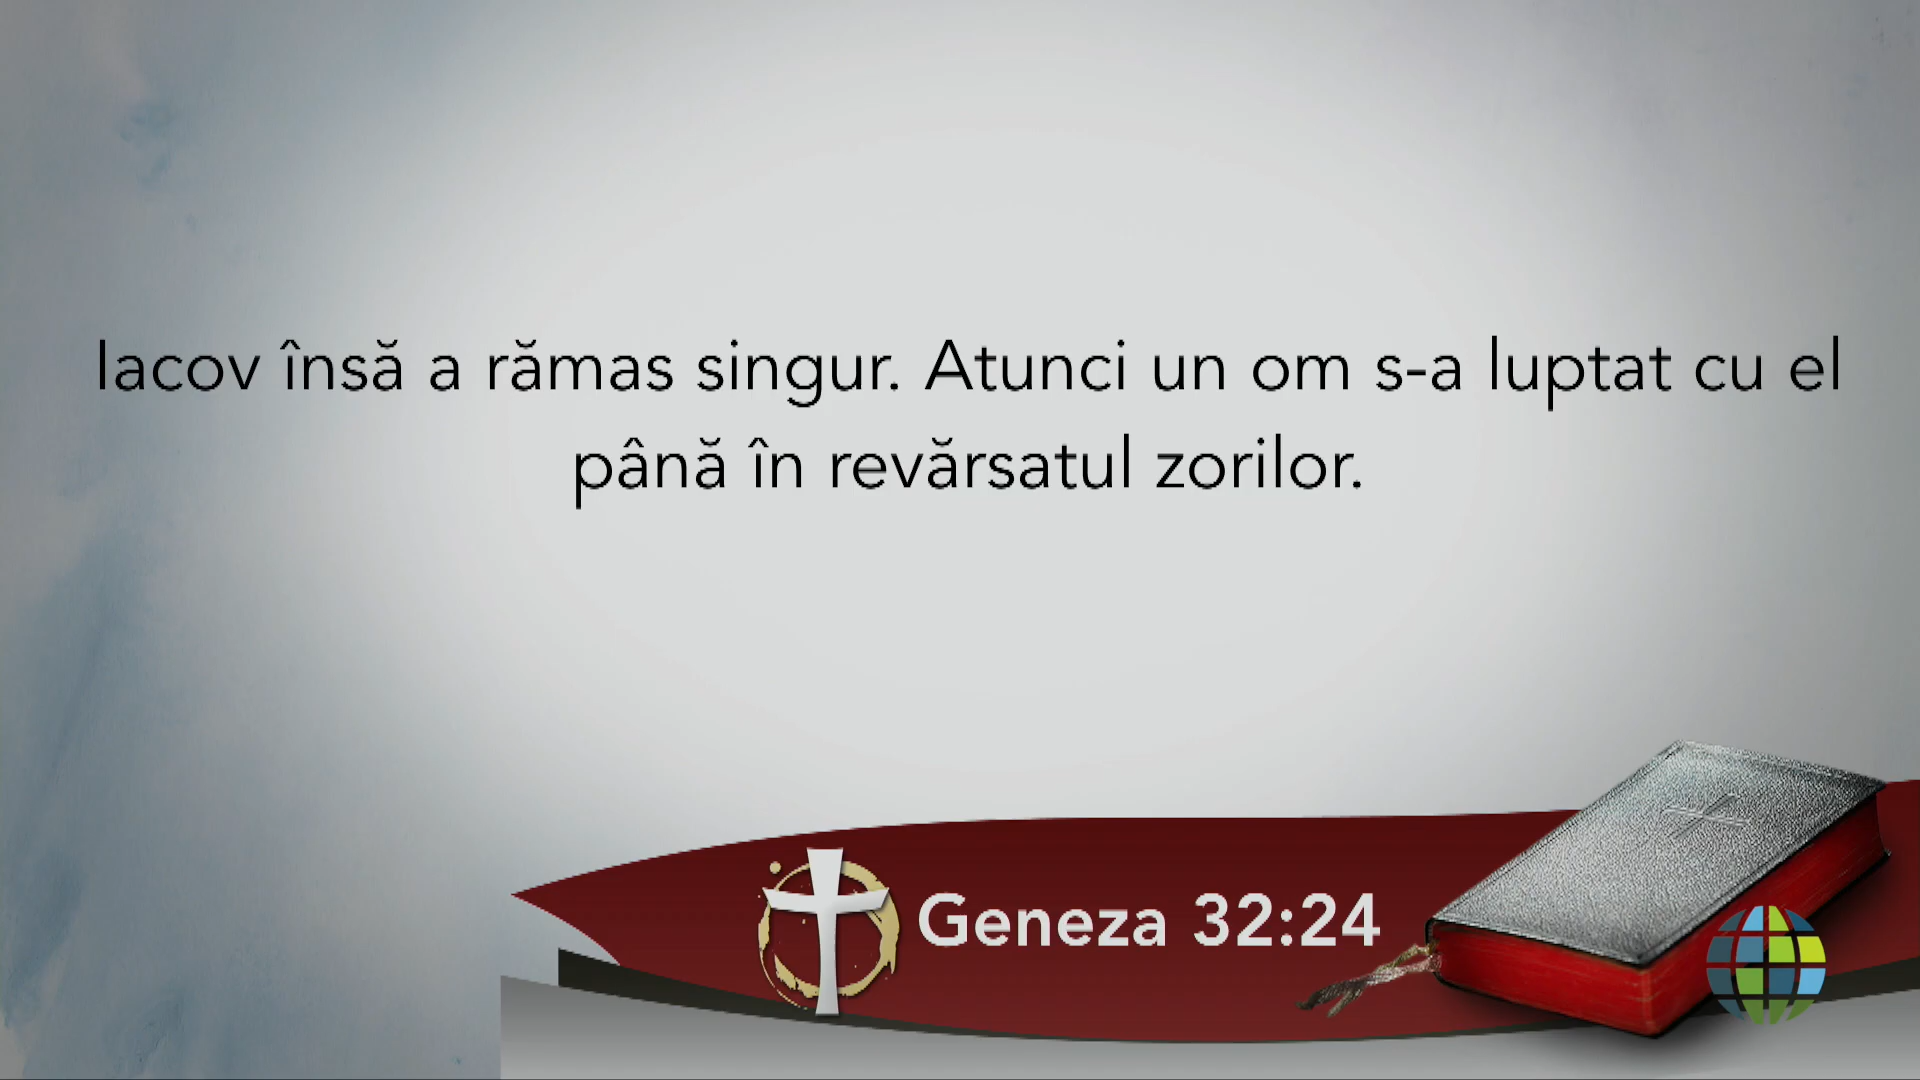 Iacov însă a rămas singur. Atunci un om s-a luptat cu el
până în revărsatul zorilor.
Geneza 32:24